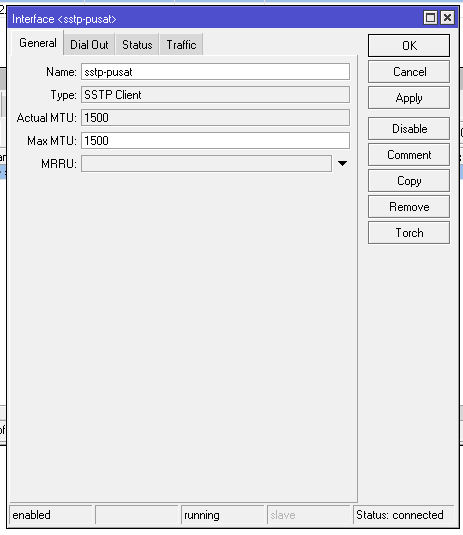 Interface <sstp-pusat>
General Dial Out Status Traffic
OK
Name: sstp-pusat
Cancel
Type: SSTP Client
Apply
Actual MTU: 1500
Disable
Max MTU: 1500
Comment
MRRU:
Copy
Remove
Torch
enabled running slave Status: connected